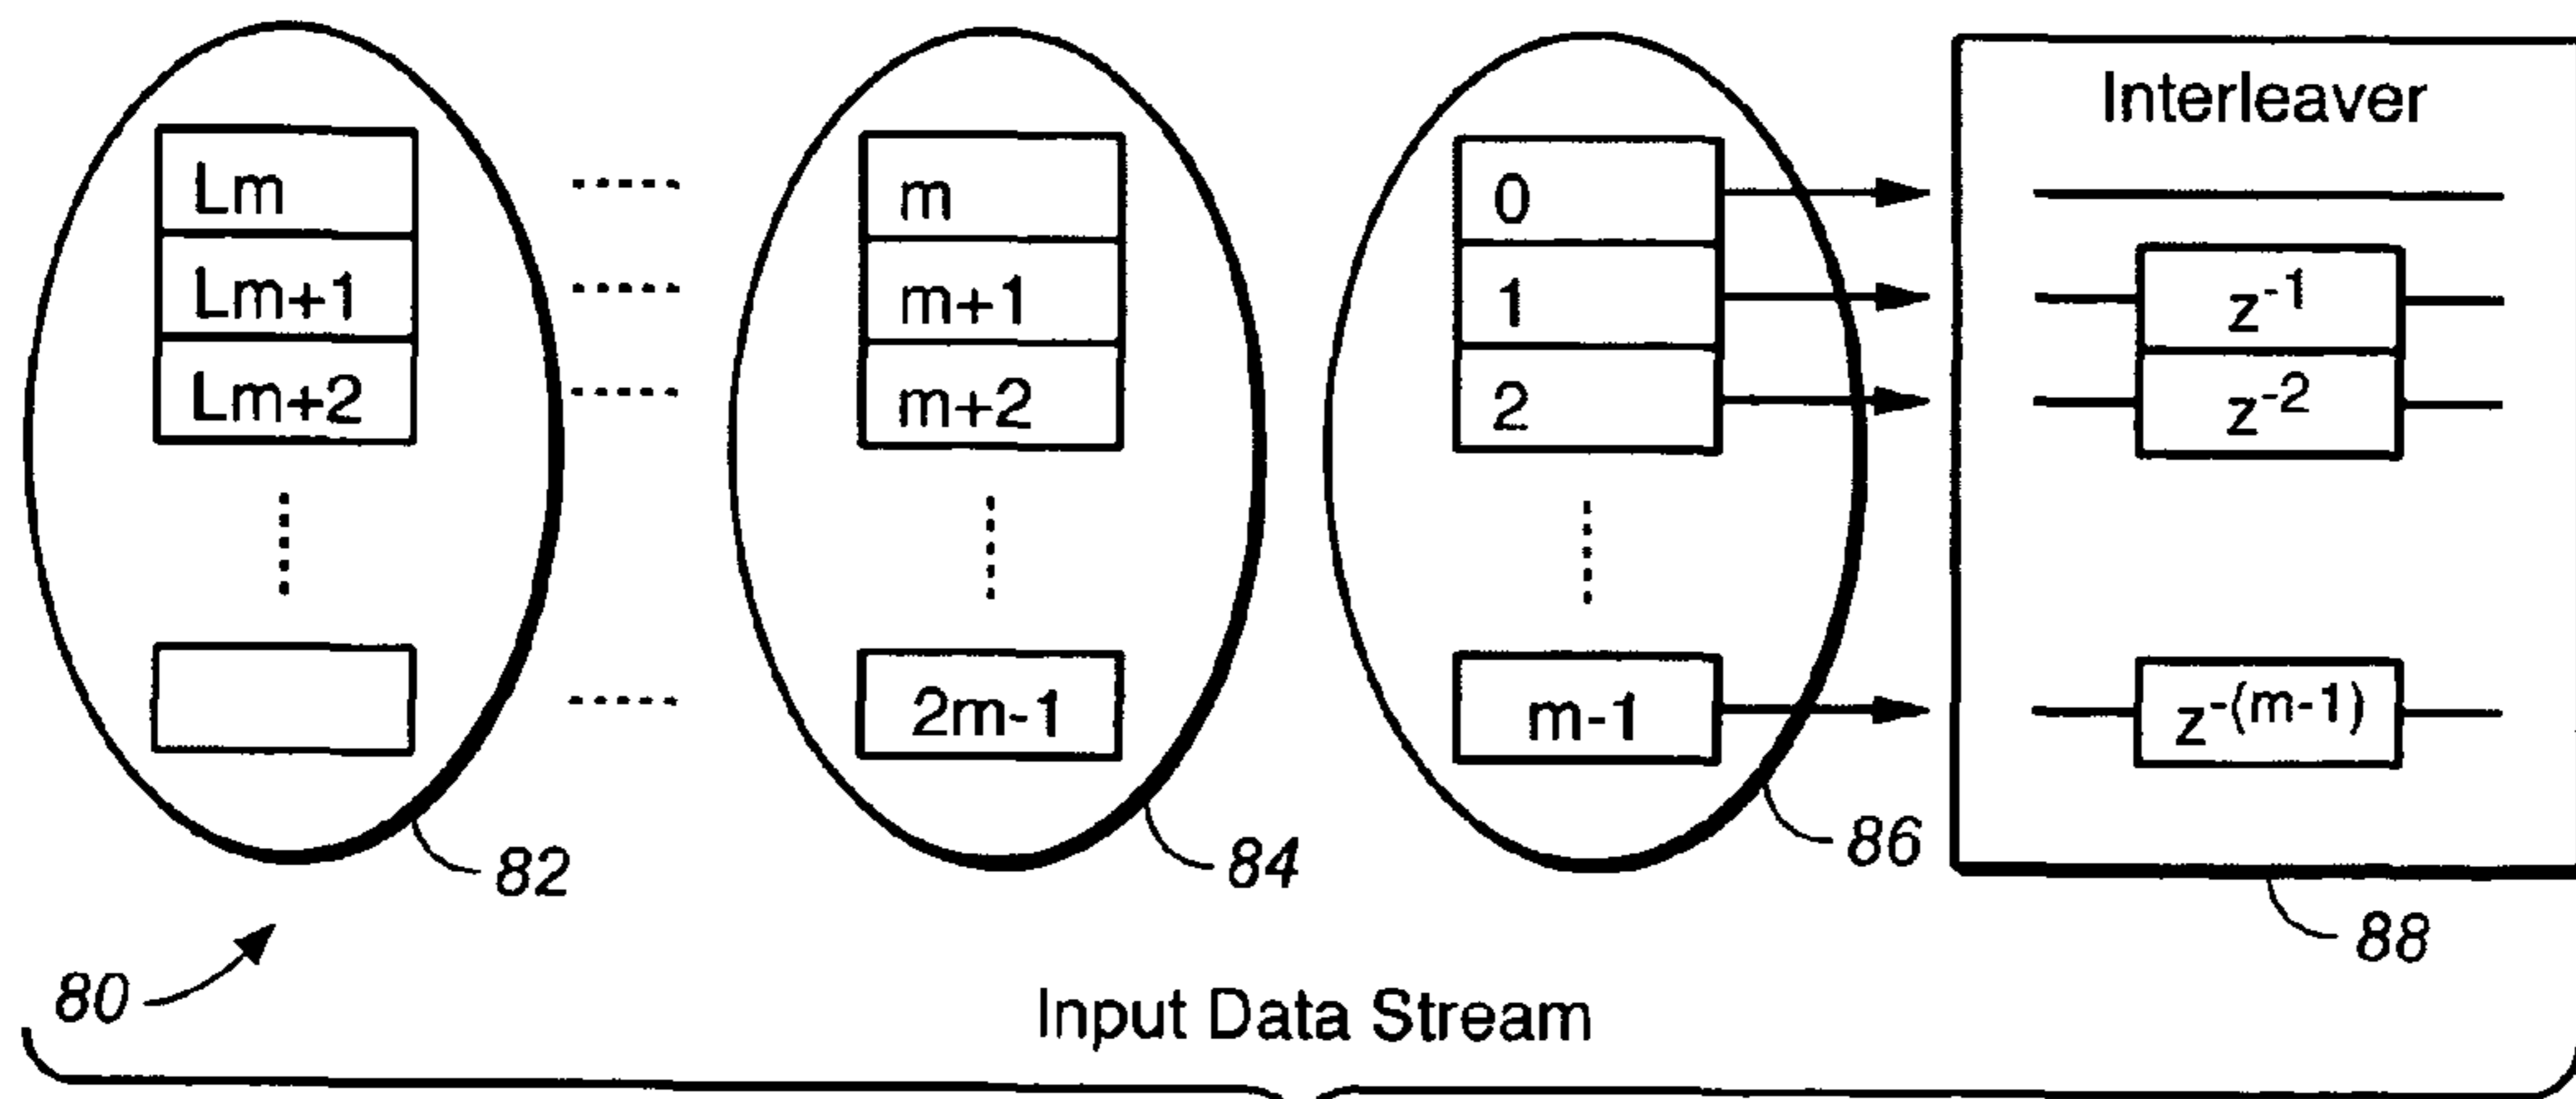 Interleaver
Lm
Lm+1
Lm+2
m
m+1
m+2
2m-1
0
1
2
m-1
z-1
z-2
z-(m-1)
82
84
86
88
80
Input Data Stream